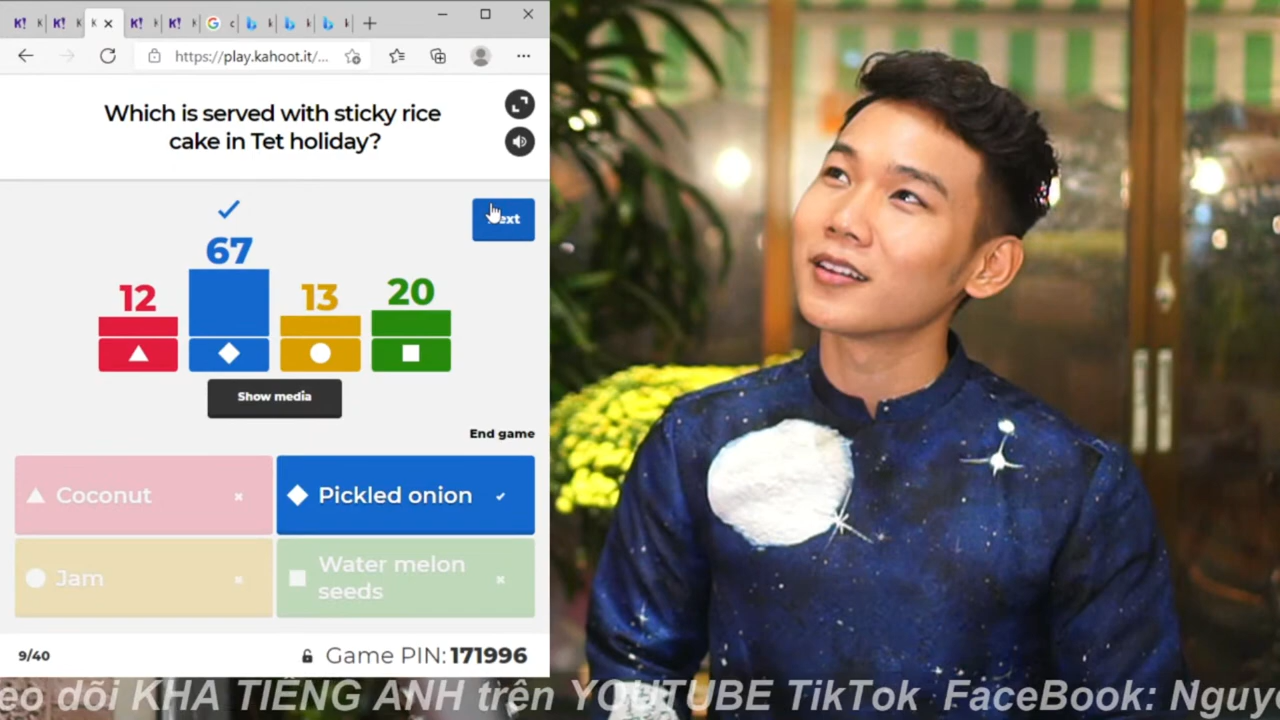 https://play.kahoot.it/...
Which is served with sticky rice
cake in Tet holiday?
67
12
13
20
Show media
End game
Coconut
Pickled onion
Jam
Water melon
seeds
9/40
Game PIN: 171996
dõi KHA TIẾNG ANH trên YOUTUBE TikTok FaceBook: